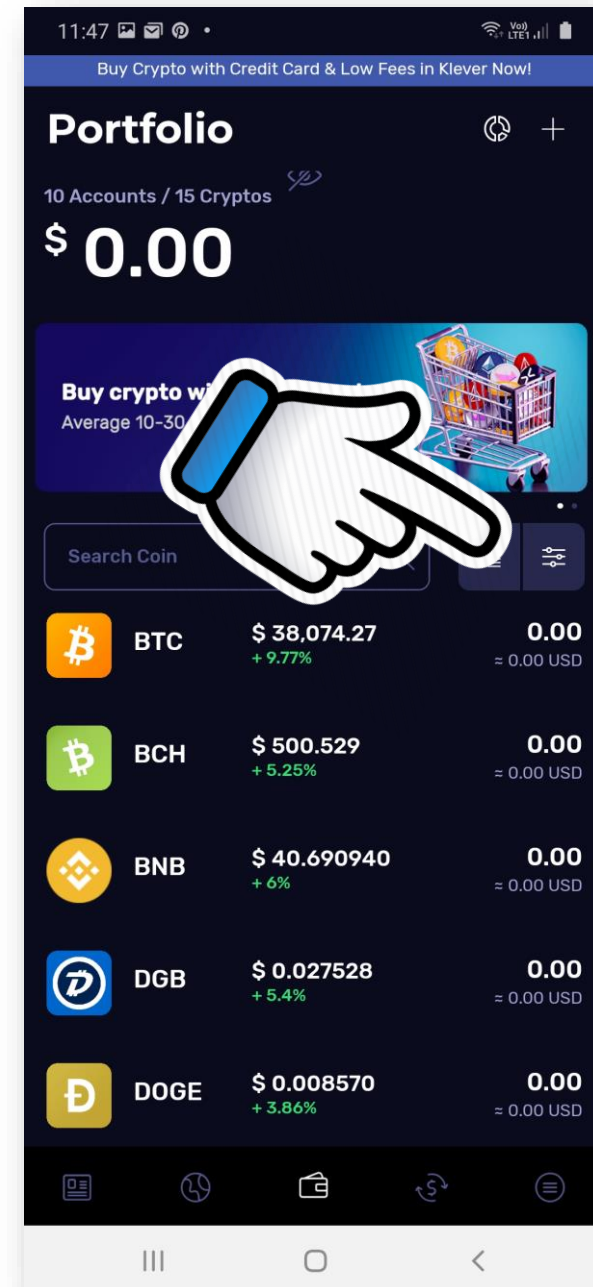 11:47
Vo))
LTE1
Buy Crypto with Credit Card & Low Fees in Klever Now!
Portfolio
10 Accounts / 15 Cryptos
$ 0.00
Buy crypto
Average 10-30
Search Coin
BTC $ 38,074.27 0.00
+ 9.77% ≈ 0.00 USD
BCH $ 500.529 0.00
+ 5.25% ≈ 0.00 USD
BNB $ 40.690940 0.00
+ 6% ≈ 0.00 USD
DGB $ 0.027528 0.00
+ 5.4% ≈ 0.00 USD
DOGE $ 0.008570 0.00
+ 3.86% ≈ 0.00 USD